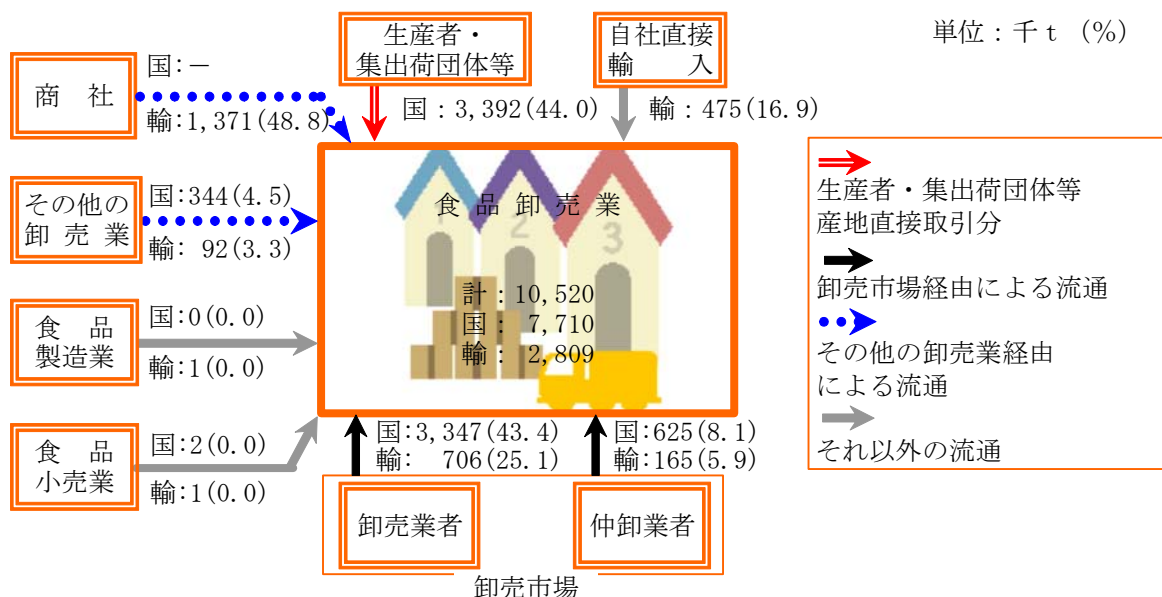 単位：千ｔ （％）
生産者・
集出荷団体等
自社直接
輸　　入
商　社
国：－
輸：1,371(48.8)
国：3,392(44.0)
輸：475(16.9)
その他の
卸 売 業
国：344(4.5)
輸： 92(3.3)
食　品
製造業
国：0(0.0)
輸：1(0.0)
食　品
小売業
国：2(0.0)
輸：1(0.0)
食 品 卸 売 業
1 2 3
計：10,520
国： 7,710
輸： 2,809
国：3,347(43.4)
輸： 706(25.1)
国：625(8.1)
輸：165(5.9)
卸売業者
仲卸業者
卸売市場
生産者・集出荷団体等
産地直接取引分
卸売市場経由による流通
その他の卸売業経由
による流通
それ以外の流通